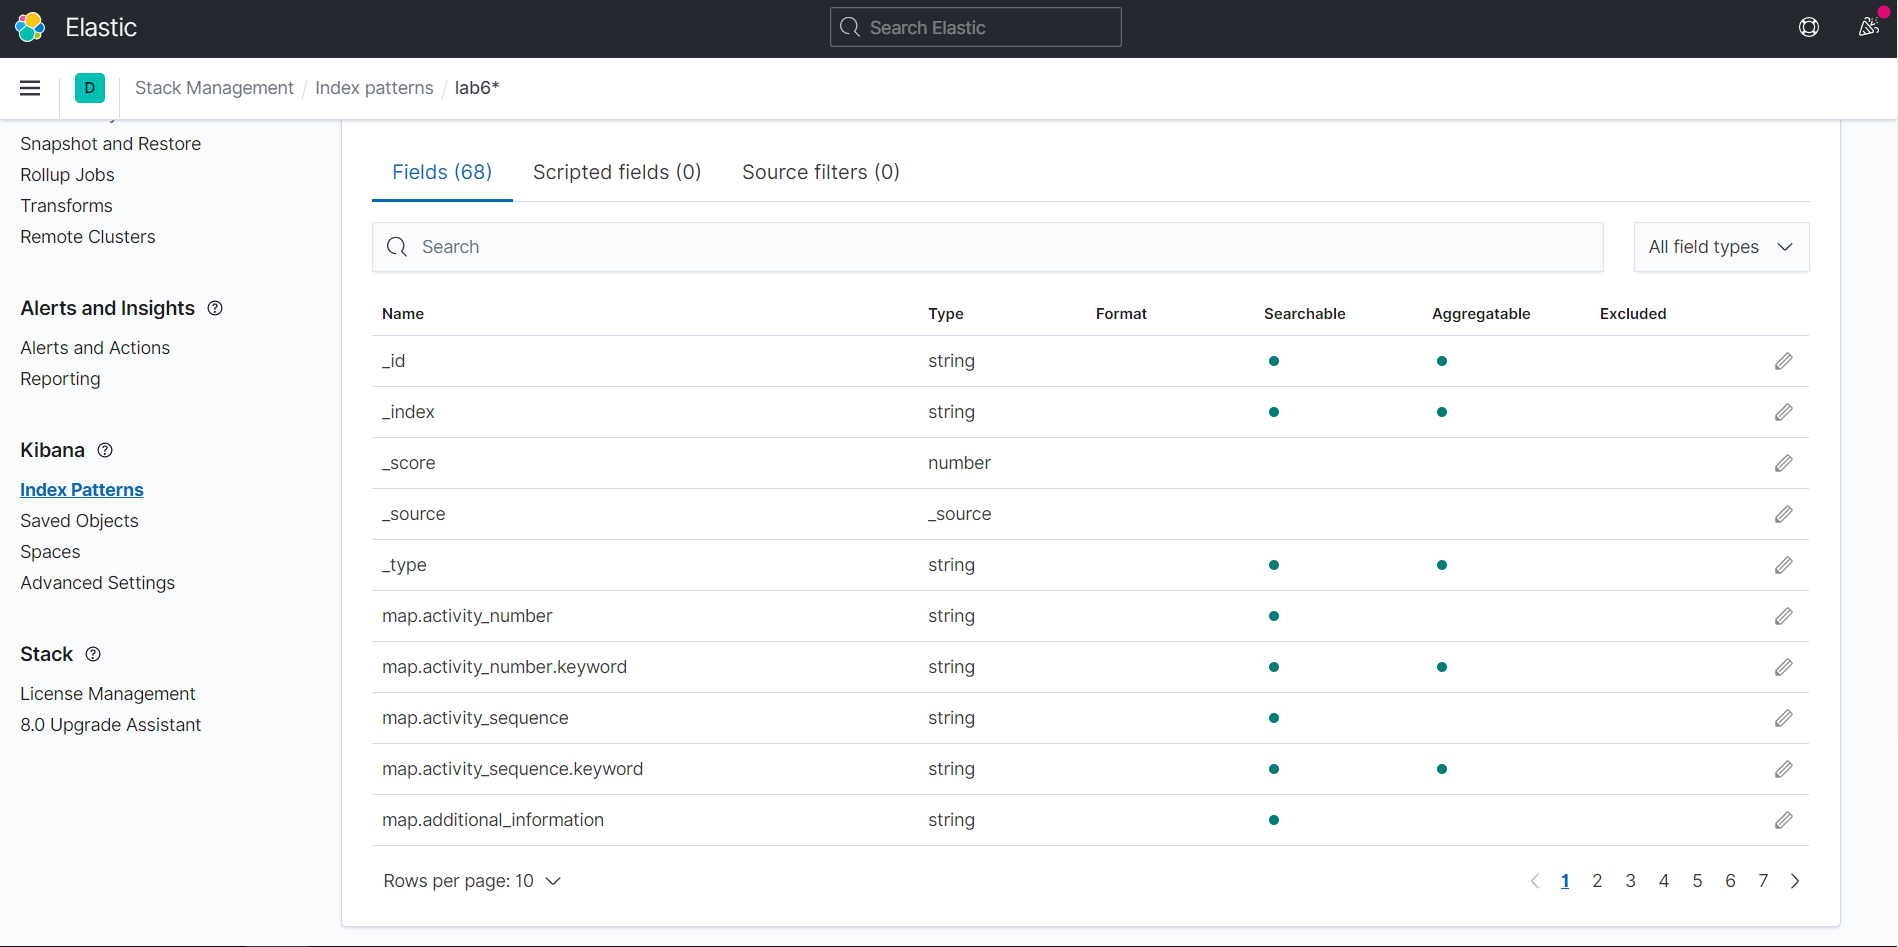 Elastic
Search Elastic
D
Stack Management / Index patterns / lab6*
Snapshot and Restore
Rollup Jobs
Transforms
Remote Clusters
Alerts and Insights
Alerts and Actions
Reporting
Kibana
Index Patterns
Saved Objects
Spaces
Advanced Settings
Stack
License Management
8.0 Upgrade Assistant
Fields (68) Scripted fields (0) Source filters (0)
Search All field types
Name Type Format Searchable Aggregatable Excluded
_id string
_index string
_score number
_source _source
_type string
map.activity_number string
map.activity_number.keyword string
map.activity_sequence string
map.activity_sequence.keyword string
map.additional_information string
Rows per page: 10 1 2 3 4 5 6 7